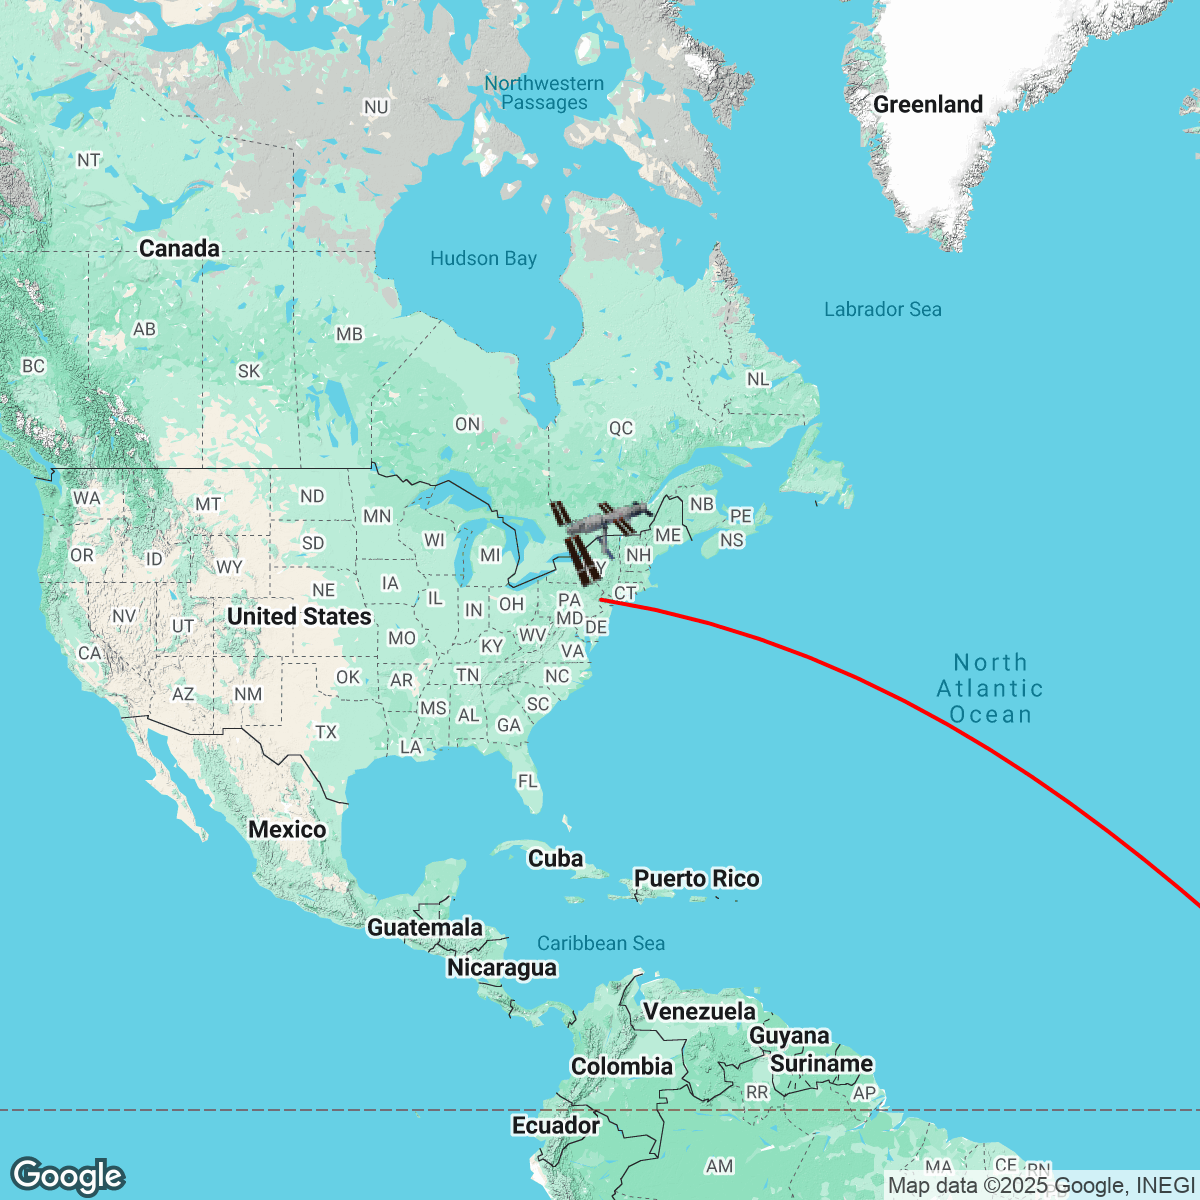 Northwestern
Passages
Greenland
NU
NT
Canada
Hudson Bay
Labrador Sea
AB
MB
BC
SK
NL
ON
QC
WA
MT
ND
MN
NB
PE
NS
ME
OR
ID
SD
WI
MI
NH
WY
Y
NE
IA
IL
IN
OH
PA
CT
NV
UT
United States
MD
DE
CA
MO
KY
WV
VA
North
Atlantic
Ocean
AZ
NM
OK
AR
TN
NC
MS
AL
SC
GA
TX
LA
FL
Mexico
Cuba
Puerto Rico
Guatemala
Caribbean Sea
Nicaragua
Venezuela
Guyana
Suriname
Colombia
RR
AP
Ecuador
AM
MA
CE
RN
Google
Map data ©2025 Google, INEGI